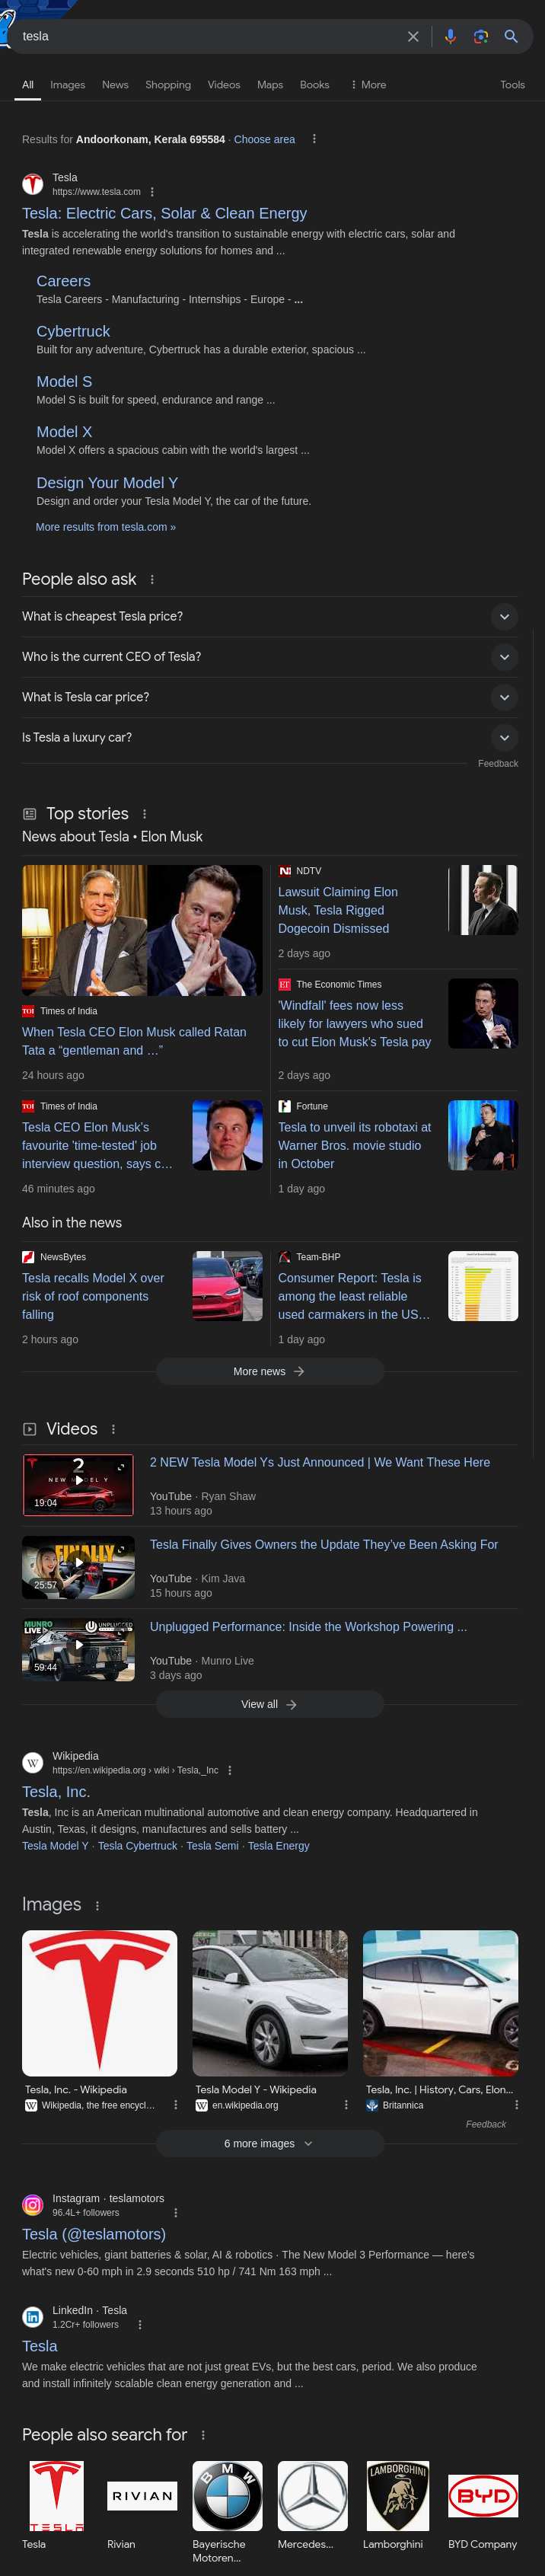 tesla
All Images News Shopping Videos Maps Books More Tools
Results for Andoorkonam, Kerala 695584 · Choose area
Tesla
https://www.tesla.com
Tesla: Electric Cars, Solar & Clean Energy
Tesla is accelerating the world's transition to sustainable energy with electric cars, solar and
integrated renewable energy solutions for homes and ...
Careers
Tesla Careers - Manufacturing - Internships - Europe - ...
Cybertruck
Built for any adventure, Cybertruck has a durable exterior, spacious ...
Model S
Model S is built for speed, endurance and range ...
Model X
Model X offers a spacious cabin with the world's largest ...
Design Your Model Y
Design and order your Tesla Model Y, the car of the future.
More results from tesla.com »
People also ask
What is cheapest Tesla price?
Who is the current CEO of Tesla?
What is Tesla car price?
Is Tesla a luxury car?
Feedback
Top stories
News about Tesla • Elon Musk
TOI Times of India
When Tesla CEO Elon Musk called Ratan
Tata a “gentleman and …”
24 hours ago
NDTV
Lawsuit Claiming Elon
Musk, Tesla Rigged
Dogecoin Dismissed
2 days ago
ET The Economic Times
'Windfall' fees now less
likely for lawyers who sued
to cut Elon Musk's Tesla pay
2 days ago
TOI Times of India
Tesla CEO Elon Musk's
favourite 'time-tested' job
interview question, says c…
46 minutes ago
Fortune
Tesla to unveil its robotaxi at
Warner Bros. movie studio
in October
1 day ago
Also in the news
NewsBytes
Tesla recalls Model X over
risk of roof components
falling
2 hours ago
Team-BHP
Consumer Report: Tesla is
among the least reliable
used carmakers in the US…
1 day ago
More news
Videos
2
NEW MODEL Y
19:04
2 NEW Tesla Model Ys Just Announced | We Want These Here
YouTube · Ryan Shaw
13 hours ago
FINALLY
25:57
Tesla Finally Gives Owners the Update They've Been Asking For
YouTube · Kim Java
15 hours ago
MUNRO
LIVE
UNPLUGGED
59:44
Unplugged Performance: Inside the Workshop Powering ...
YouTube · Munro Live
3 days ago
View all
W Wikipedia
https://en.wikipedia.org › wiki › Tesla,_Inc
Tesla, Inc.
Tesla, Inc is an American multinational automotive and clean energy company. Headquartered in
Austin, Texas, it designs, manufactures and sells battery ...
Tesla Model Y · Tesla Cybertruck · Tesla Semi · Tesla Energy
Images
Tesla, Inc. - Wikipedia
W Wikipedia, the free encycl…
Tesla Model Y - Wikipedia
W en.wikipedia.org
Tesla, Inc. | History, Cars, Elon...
Britannica
Feedback
6 more images
Instagram · teslamotors
96.4L+ followers
Tesla (@teslamotors)
Electric vehicles, giant batteries & solar, AI & robotics · The New Model 3 Performance — here's
what's new 0-60 mph in 2.9 seconds 510 hp / 741 Nm 163 mph ...
in LinkedIn · Tesla
1.2Cr+ followers
Tesla
We make electric vehicles that are not just great EVs, but the best cars, period. We also produce
and install infinitely scalable clean energy generation and ...
People also search for
TESLA
RIVIAN
BMW
LAMBORGHINI
BYD
Tesla
Rivian
Bayerische
Motoren...
Mercedes...
Lamborghini
BYD Company